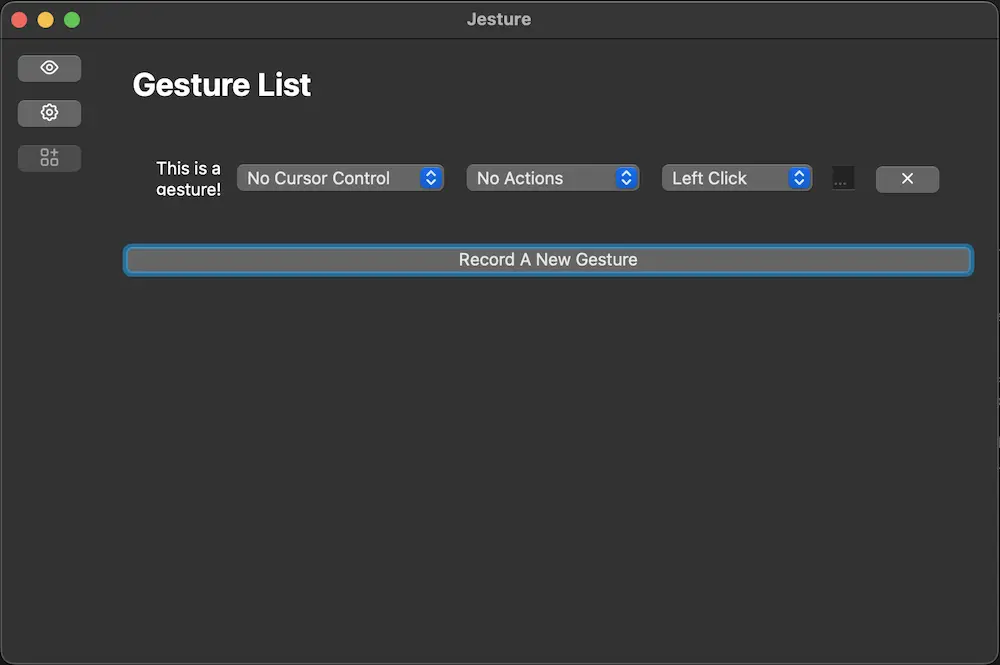 Jesture
Gesture List
This is a
gesture!
No Cursor Control
No Actions
Left Click
...
Record A New Gesture